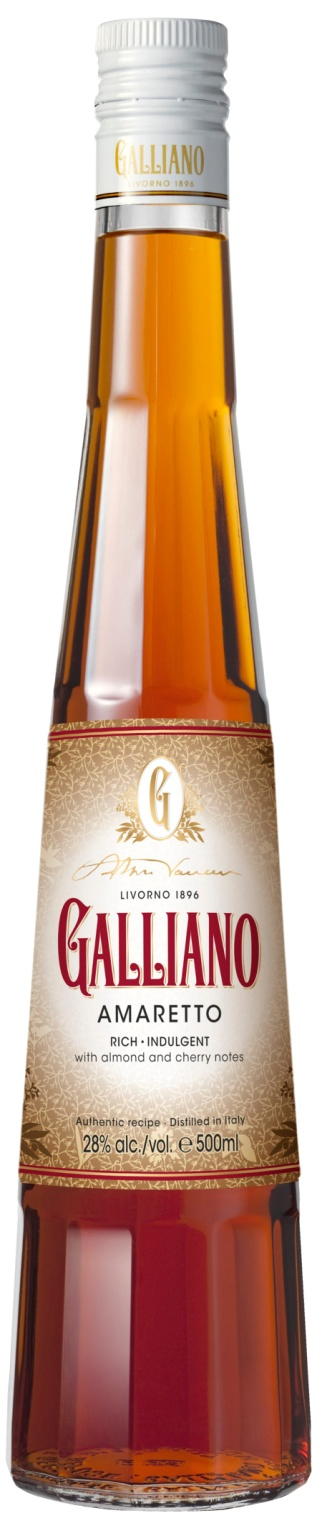 GALLIANO
LIVORNO 1896
G
LIVORNO 1896
GALLIANO
AMARETTO
RICH · INDULGENT
with almond and cherry notes
Authentic recipe · Distilled in Italy
28% alc./vol. ℮ 500ml